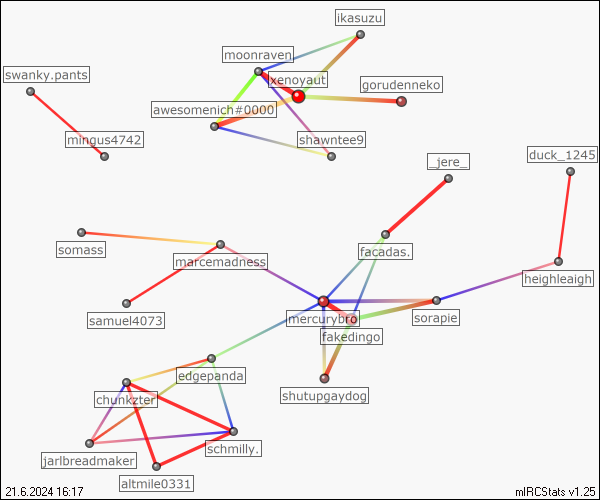 ikasuzu
moonraven
swanky.pants
xenoyaut
gorudenneko
awesomenich#0000
mingus4742
shawntee9
duck_1245
_jere_
somass
facadas.
marcemadness
heighleaigh
samuel4073
mercurybro
sorapie
fakedingo
edgepanda
chunkzter
shutupgaydog
schmilly.
jarlbreadmaker
altmile0331
21.6.2024 16:17
mIRCStats v1.25